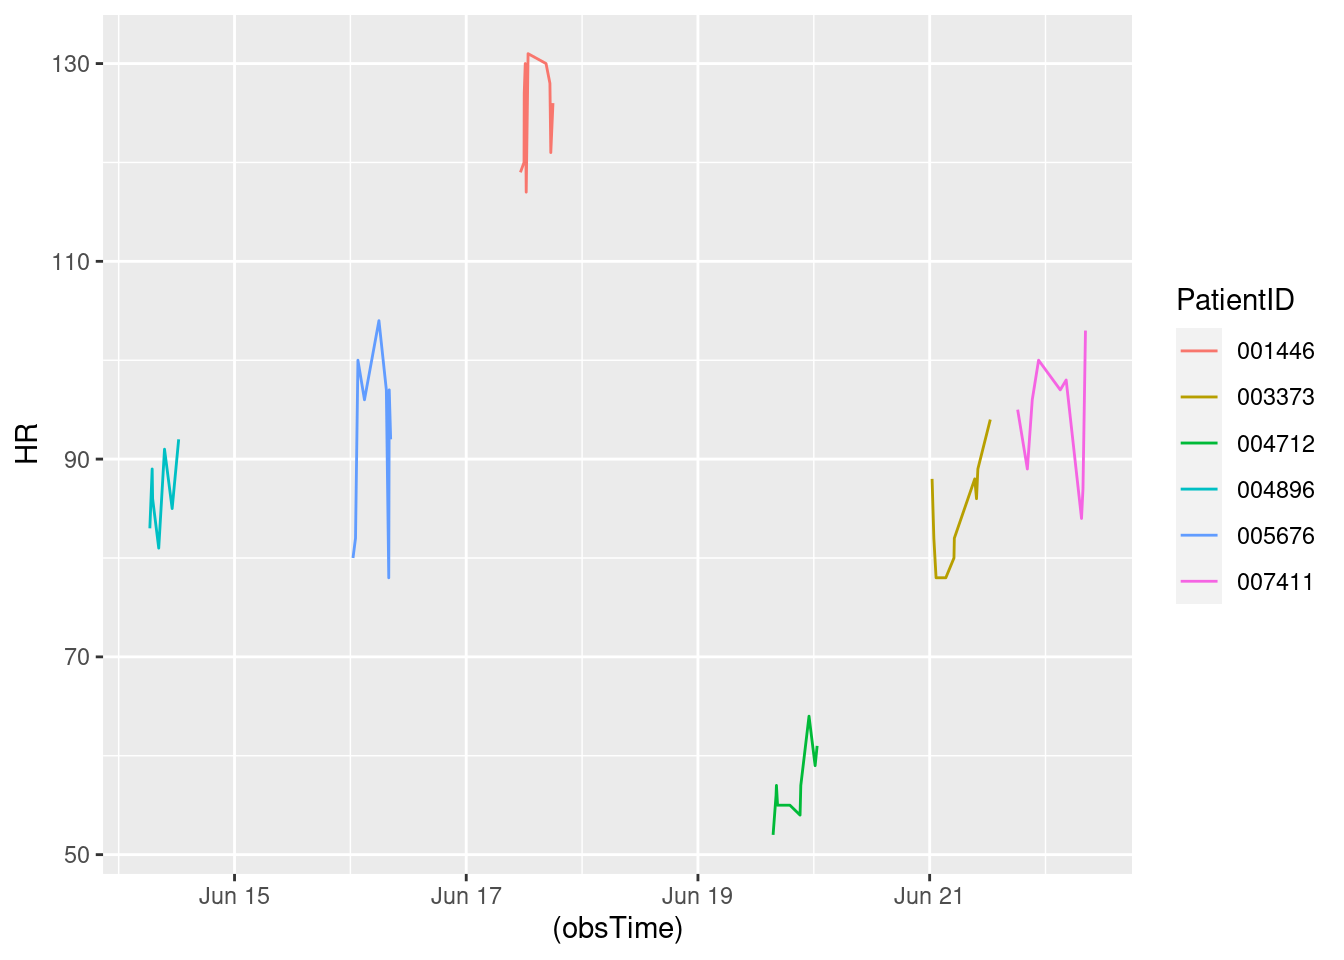 130
110
90
70
50
HR
Jun 15
Jun 17
Jun 19
Jun 21
(obsTime)
PatientID
001446
003373
004712
004896
005676
007411